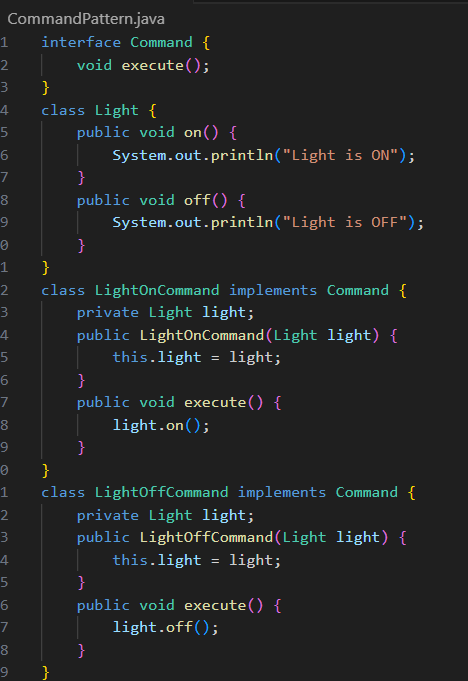 CommandPattern.java
1 interface Command {
2     void execute();
3 }
4 class Light {
5     public void on() {
6         System.out.println("Light is ON");
7     }
8     public void off() {
9         System.out.println("Light is OFF");
0     }
1 }
2 class LightOnCommand implements Command {
3     private Light light;
4     public LightOnCommand(Light light) {
5         this.light = light;
6     }
7     public void execute() {
8         light.on();
9     }
0 }
1 class LightOffCommand implements Command {
2     private Light light;
3     public LightOffCommand(Light light) {
4         this.light = light;
5     }
6     public void execute() {
7         light.off();
8     }
9 }